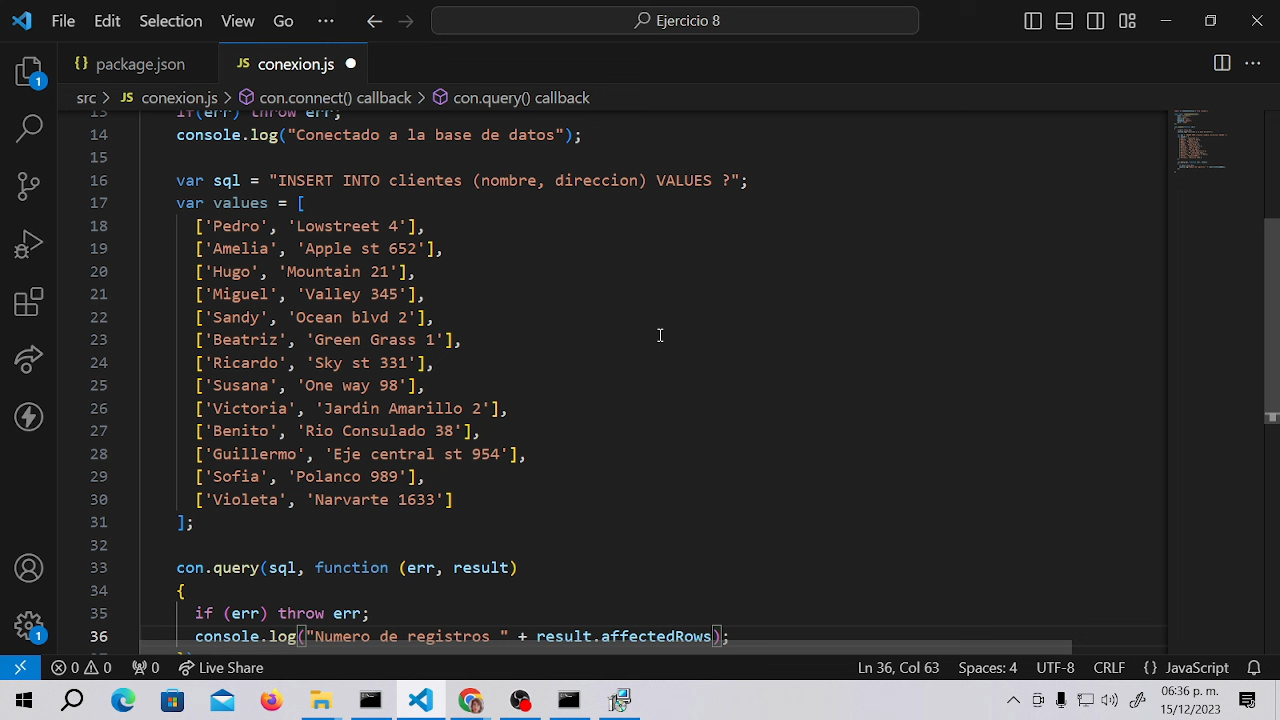 File Edit Selection View Go ··· Ejercicio 8
{} package.json JS conexion.js
src > JS conexion.js > con.connect() callback > con.query() callback
13 if(err) throw err;
14 console.log("Conectado a la base de datos");
15
16 var sql = "INSERT INTO clientes (nombre, direccion) VALUES ?";
17 var values = [
18 ['Pedro', 'Lowstreet 4'],
19 ['Amelia', 'Apple st 652'],
20 ['Hugo', 'Mountain 21'],
21 ['Miguel', 'Valley 345'],
22 ['Sandy', 'Ocean blvd 2'],
23 ['Beatriz', 'Green Grass 1'],
24 ['Ricardo', 'Sky st 331'],
25 ['Susana', 'One way 98'],
26 ['Victoria', 'Jardin Amarillo 2'],
27 ['Benito', 'Rio Consulado 38'],
28 ['Guillermo', 'Eje central st 954'],
29 ['Sofia', 'Polanco 989'],
30 ['Violeta', 'Narvarte 1633']
31 ];
32
33 con.query(sql, function (err, result)
34 {
35 if (err) throw err;
36 console.log("Numero de registros " + result.affectedRows);
1
1
0 0 0 Live Share Ln 36, Col 63 Spaces: 4 UTF-8 CRLF {} JavaScript
06:36 p. m.
15/12/2023